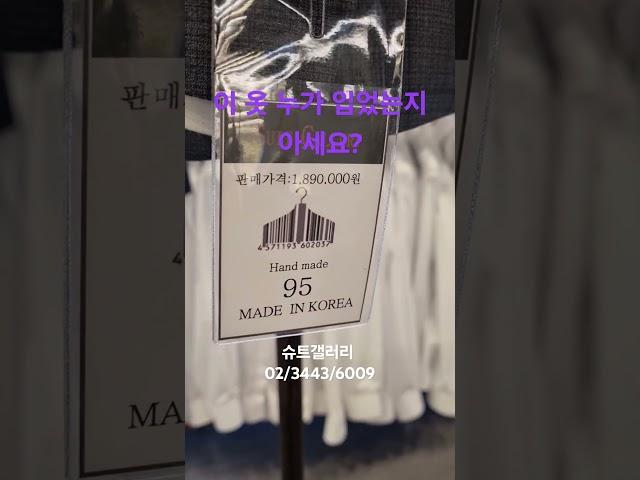 이 옷 누가 입었는지
아세요?
판매가격:1,890,000원
4571193 602037
Hand made
95
MADE IN KOREA
슈트갤러리
02/3443/6009
판매
MA